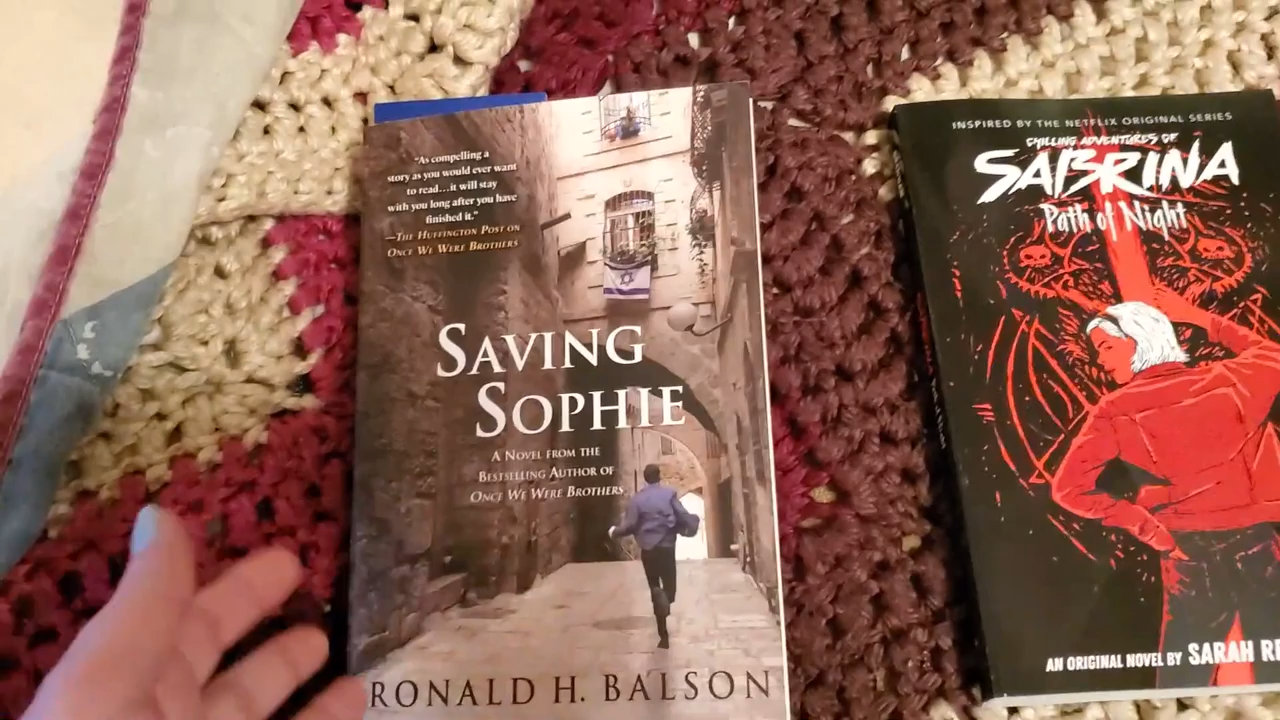 "As compelling a
story as you would ever want
to read...it will stay
with you long after you have
finished it."
—THE HUFFINGTON POST ON
ONCE WE WERE BROTHERS
SAVING
SOPHIE
A NOVEL FROM THE
BESTSELLING AUTHOR OF
ONCE WE WERE BROTHERS
RONALD H. BALSON
INSPIRED BY THE NETFLIX ORIGINAL SERIES
CHILLING ADVENTURES OF
SABRINA
Path of Night
AN ORIGINAL NOVEL BY SARAH RE